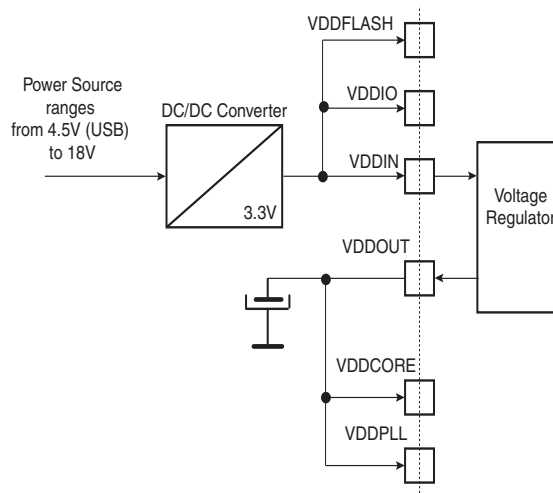 VDDFLASH
Power Source
ranges
from 4.5V (USB)
to 18V
DC/DC Converter
VDDIO
VDDIN
3.3V
Voltage
Regulator
VDDOUT
VDDCORE
VDDPLL